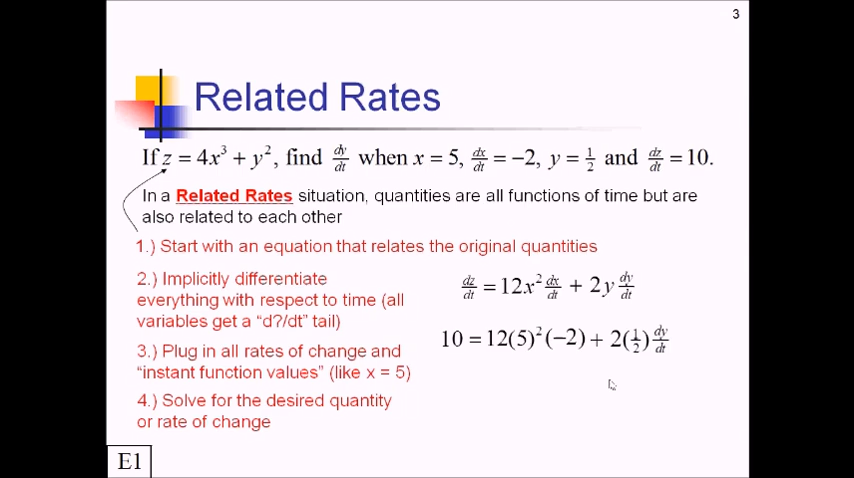 3
Related Rates
If z = 4x³ + y², find dy/dt when x = 5, dx/dt = −2, y = 1/2 and dz/dt = 10.
In a Related Rates situation, quantities are all functions of time but are
also related to each other
1.) Start with an equation that relates the original quantities
2.) Implicitly differentiate
everything with respect to time (all
variables get a “d?/dt” tail)
3.) Plug in all rates of change and
“instant function values” (like x = 5)
4.) Solve for the desired quantity
or rate of change
dz/dt = 12x² dx/dt + 2y dy/dt
10 = 12(5)²(−2) + 2(1/2) dy/dt
E1